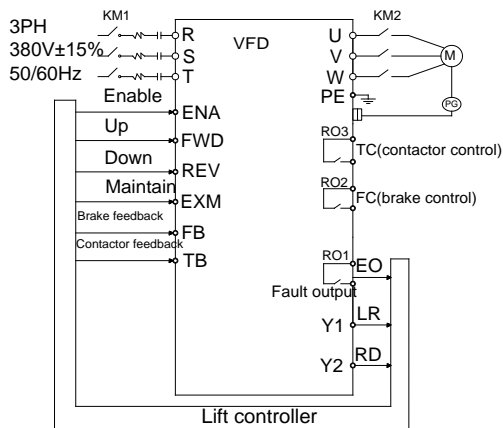 3PH
380V±15%
50/60Hz
KM1
R
S
T
VFD
U
V
W
PE
KM2
M
PG
Enable
ENA
Up
FWD
Down
REV
Maintain
EXM
Brake feedback
FB
Contactor feedback
TB
RO3
TC(contactor control)
RO2
FC(brake control)
RO1
EO
Fault output
Y1
LR
Y2
RD
Lift controller